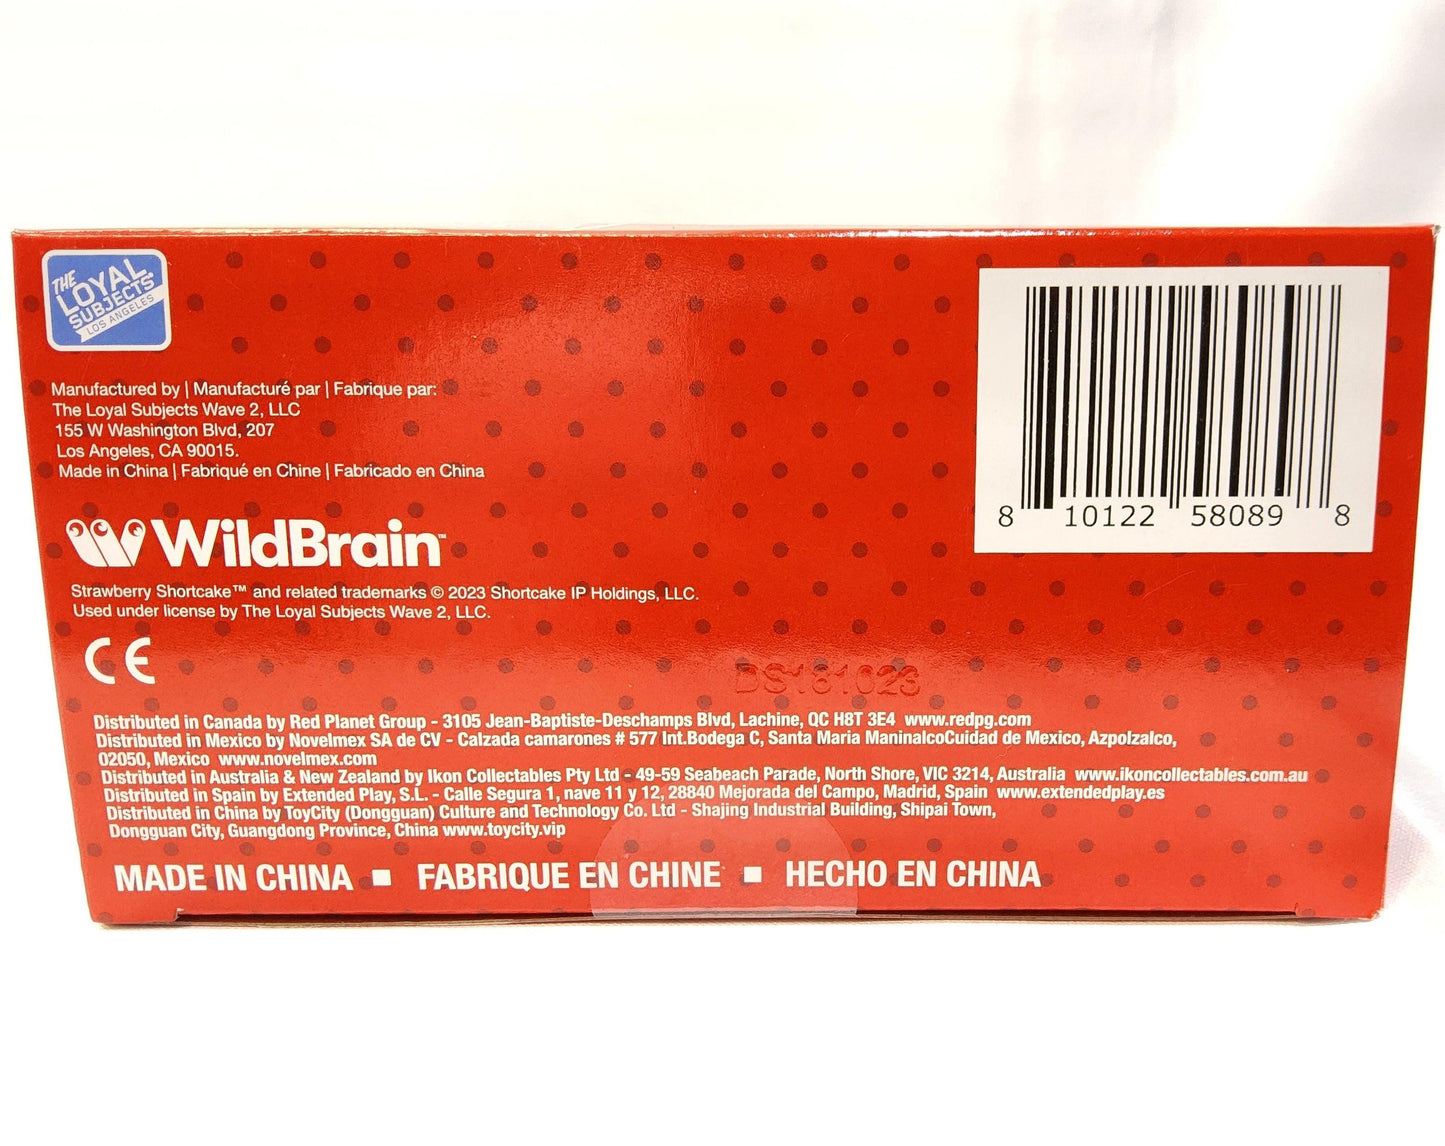 THE
LOYAL
SUBJECTS
LOS ANGELES
Manufactured by | Manufacturé par | Fabrique par:
The Loyal Subjects Wave 2, LLC
155 W Washington Blvd, 207
Los Angeles, CA 90015.
Made in China | Fabriqué en Chine | Fabricado en China
8 10122 58089 8
WildBrain™
Strawberry Shortcake™ and related trademarks © 2023 Shortcake IP Holdings, LLC.
Used under license by The Loyal Subjects Wave 2, LLC.
CE
DS181023
Distributed in Canada by Red Planet Group - 3105 Jean-Baptiste-Deschamps Blvd, Lachine, QC H8T 3E4 www.redpg.com
Distributed in Mexico by Novelmex SA de CV - Calzada camarones # 577 Int.Bodega C, Santa Maria ManinalcoCuidad de Mexico, Azpolzalco,
02050, Mexico www.novelmex.com
Distributed in Australia & New Zealand by Ikon Collectables Pty Ltd - 49-59 Seabeach Parade, North Shore, VIC 3214, Australia www.ikoncollectables.com.au
Distributed in Spain by Extended Play, S.L. - Calle Segura 1, nave 11 y 12, 28840 Mejorada del Campo, Madrid, Spain www.extendedplay.es
Distributed in China by ToyCity (Dongguan) Culture and Technology Co. Ltd - Shajing Industrial Building, Shipai Town,
Dongguan City, Guangdong Province, China www.toycity.vip
MADE IN CHINA ■ FABRIQUE EN CHINE ■ HECHO EN CHINA